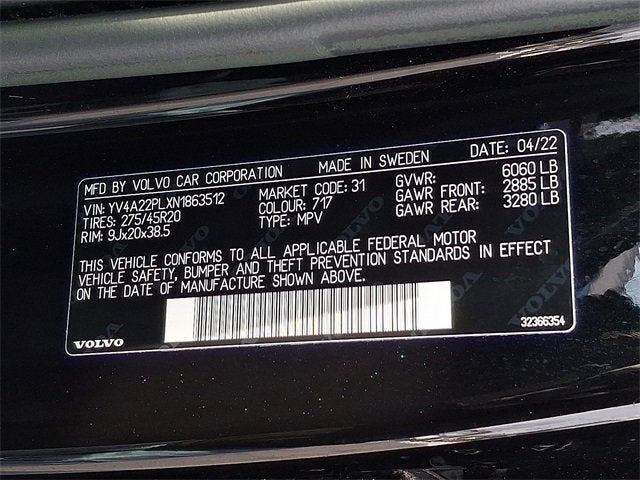 MFD BY VOLVO CAR CORPORATION MADE IN SWEDEN DATE: 04/22
VIN: YV4A22PLXN1863512 MARKET CODE: 31 GVWR: 6060 LB
TIRES: 275/45R20 COLOUR: 717 GAWR FRONT: 2885 LB
RIM: 9Jx20x38.5 TYPE: MPV GAWR REAR: 3280 LB
THIS VEHICLE CONFORMS TO ALL APPLICABLE FEDERAL MOTOR
VEHICLE SAFETY, BUMPER AND THEFT PREVENTION STANDARDS IN EFFECT
ON THE DATE OF MANUFACTURE SHOWN ABOVE.
VOLVO 32366354